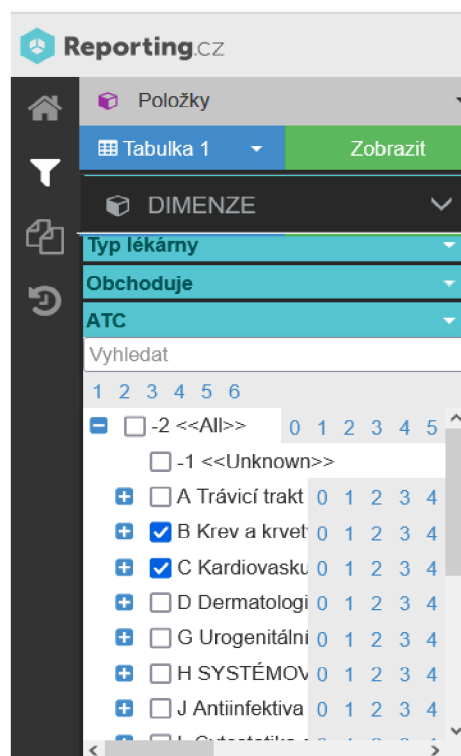 Reporting.cz
Položky
Tabulka 1 Zobrazit
DIMENZE
Typ lékárny
Obchoduje
ATC
Vyhledat
1 2 3 4 5 6
-2 <<All>> 0 1 2 3 4 5
-1 <<Unknown>>
A Trávicí trakt 0 1 2 3 4
B Krev a krvet 0 1 2 3 4
C Kardiovasku 0 1 2 3 4
D Dermatologi 0 1 2 3 4
G Urogenitální 0 1 2 3 4
H SYSTÉMOV 0 1 2 3 4
J Antiinfektiva 0 1 2 3 4